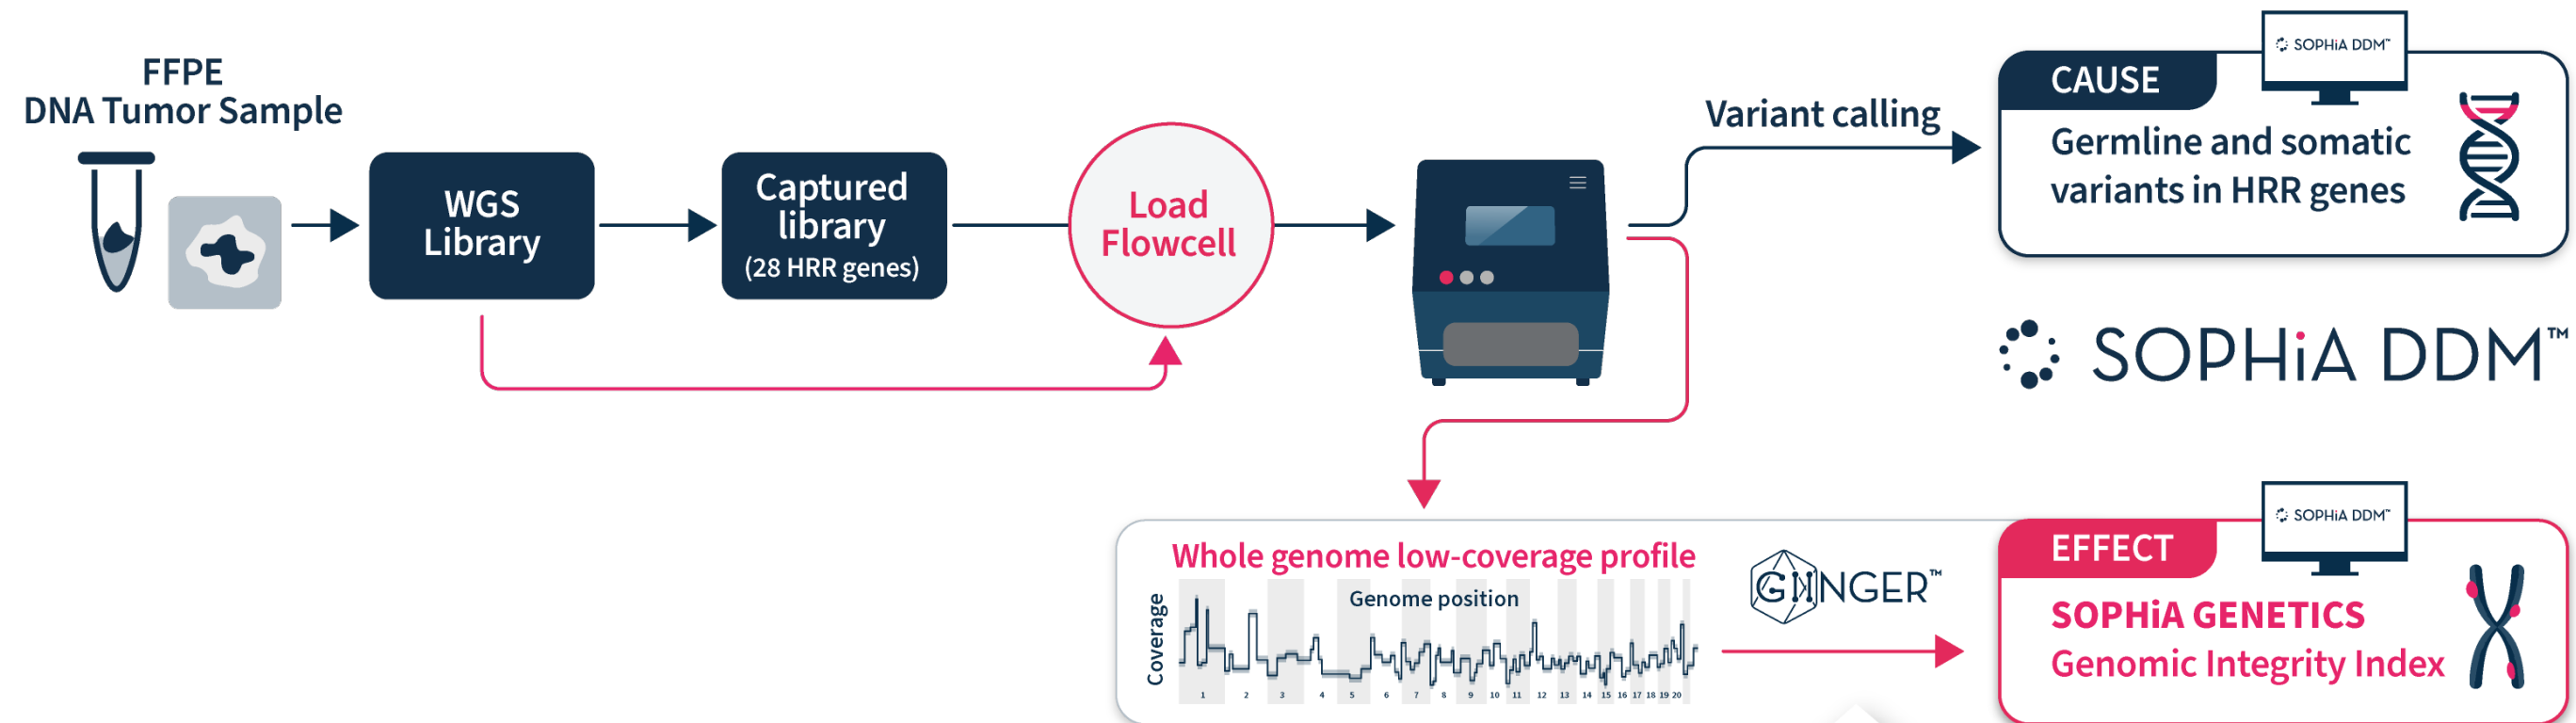 FFPE
DNA Tumor Sample
WGS
Library
Captured
library
(28 HRR genes)
Load
Flowcell
Variant calling
SOPHiA DDM™
CAUSE
Germline and somatic
variants in HRR genes
SOPHiA DDM™
Whole genome low-coverage profile
Genome position
Coverage
1 2 3 4 5 6 7 8 9 10 11 12 13 14 15 16 17 18 19 20
GIInGER™
SOPHiA DDM™
EFFECT
SOPHiA GENETICS
Genomic Integrity Index